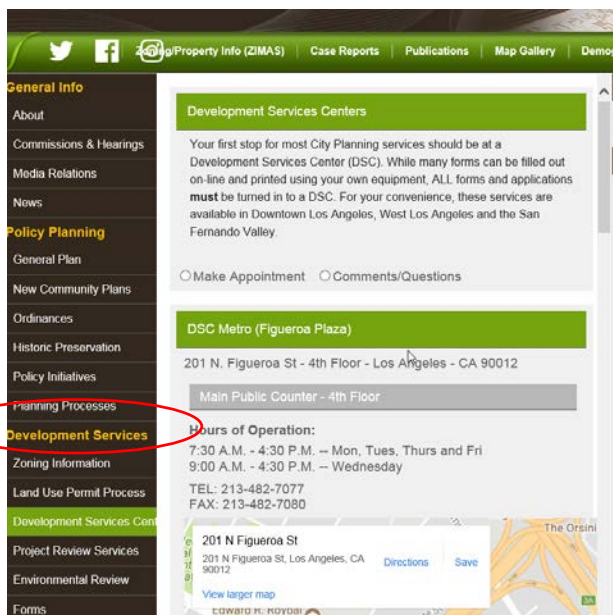 Zoning/Property Info (ZIMAS) Case Reports Publications Map Gallery
General Info
About
Commissions & Hearings
Media Relations
News
Policy Planning
General Plan
New Community Plans
Ordinances
Historic Preservation
Policy Initiatives
Planning Processes
Development Services
Zoning Information
Land Use Permit Process
Development Services Cent
Project Review Services
Environmental Review
Forms
Development Services Centers
Your first stop for most City Planning services should be at a
Development Services Center (DSC). While many forms can be filled out
on-line and printed using your own equipment, ALL forms and applications
must be turned in to a DSC. For your convenience, these services are
available in Downtown Los Angeles, West Los Angeles and the San
Fernando Valley.
Make Appointment Comments/Questions
DSC Metro (Figueroa Plaza)
201 N. Figueroa St - 4th Floor - Los Angeles - CA 90012
Main Public Counter - 4th Floor
Hours of Operation:
7:30 A.M. - 4:30 P.M. -- Mon, Tues, Thurs and Fri
9:00 A.M. - 4:30 P.M. -- Wednesday
TEL: 213-482-7077
FAX: 213-482-7080
201 N Figueroa St
201 N Figueroa St, Los Angeles, CA
90012
Directions Save
View larger map
The Orsini
Edward R. Roybal